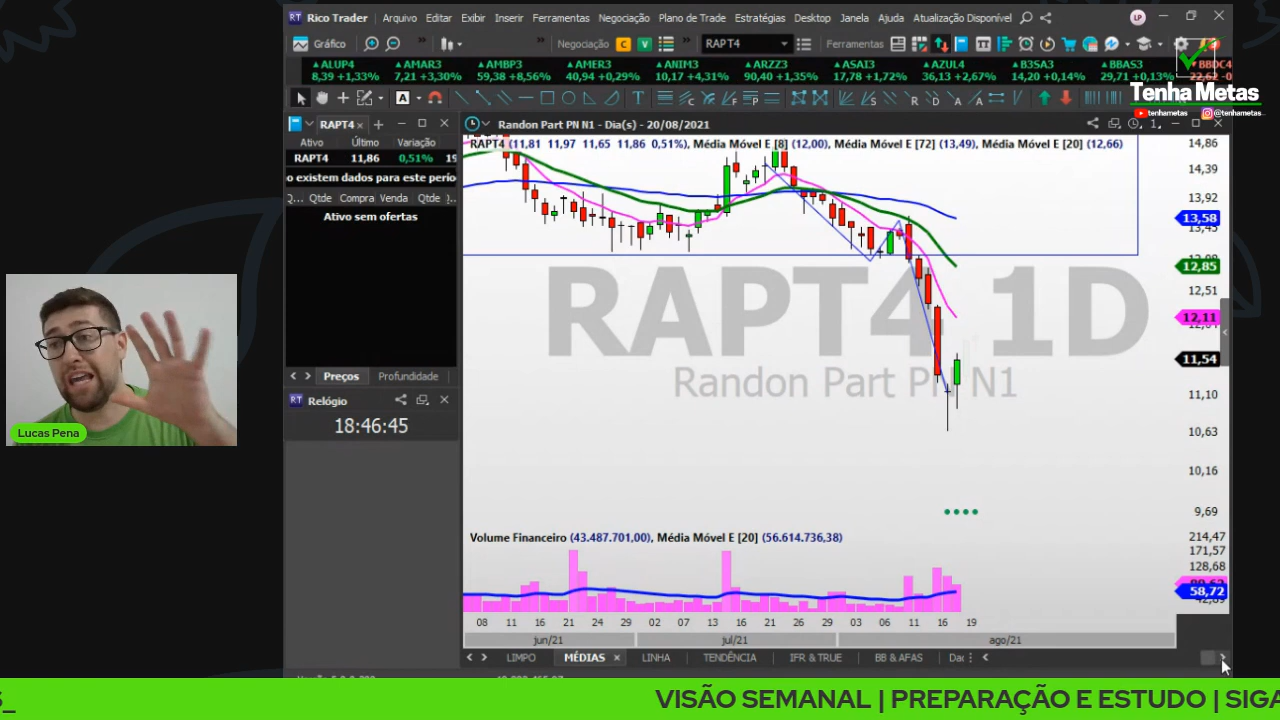 Rico Trader Arquivo Editar Exibir Inserir Ferramentas Negociação Plano de Trade Estratégias Desktop Janela Ajuda Atualização Disponível LP
Gráfico Negociação C V RAPT4 Ferramentas
ALUP4 AMAR3 AMBP3 AMER3 ANIM3 ARZZ3 ASAI3 AZUL4 B3SA3 BBAS3 BBDC4
8,39 +1,33% 7,21 +3,30% 59,38 +8,56% 40,94 +0,29% 10,17 +4,31% 90,40 +1,35% 17,78 +1,72% 36,13 +2,67% 14,20 +0,14% 29,71 +0,13%
Tenha Metas
tenhametas @tenhametas...
RAPT4
Randon Part PN N1 - Dia(s) - 20/08/2021
Ativo Último Variação
RAPT4 11,86 0,51% 19
o existem dados para este perio
Q... Qtde Compra Venda Qtde
Ativo sem ofertas
RAPT4 (11,81 11,97 11,65 11,86 0,51%), Média Móvel E [8] (12,00), Média Móvel E [72] (13,49), Média Móvel E [20] (12,66)
14,86
14,39
13,92
13,58
13,45
12,85
12,51
12,11
11,54
11,10
10,63
10,16
9,69
RAPT4 1D
Randon Part PN N1
Preços Profundidade
Relógio
18:46:45
Lucas Pena
Volume Financeiro (43.487.701,00), Média Móvel E [20] (56.614.736,38)
214,47
171,57
128,68
58,72
08 11 16 21 24 29 02 07 13 16 21 26 29 03 06 11 16 19
jun/21 jul/21 ago/21
LIMPO MÉDIAS LINHA TENDÊNCIA IFR & TRUE BB & AFAS
VISÃO SEMANAL | PREPARAÇÃO E ESTUDO | SIGA